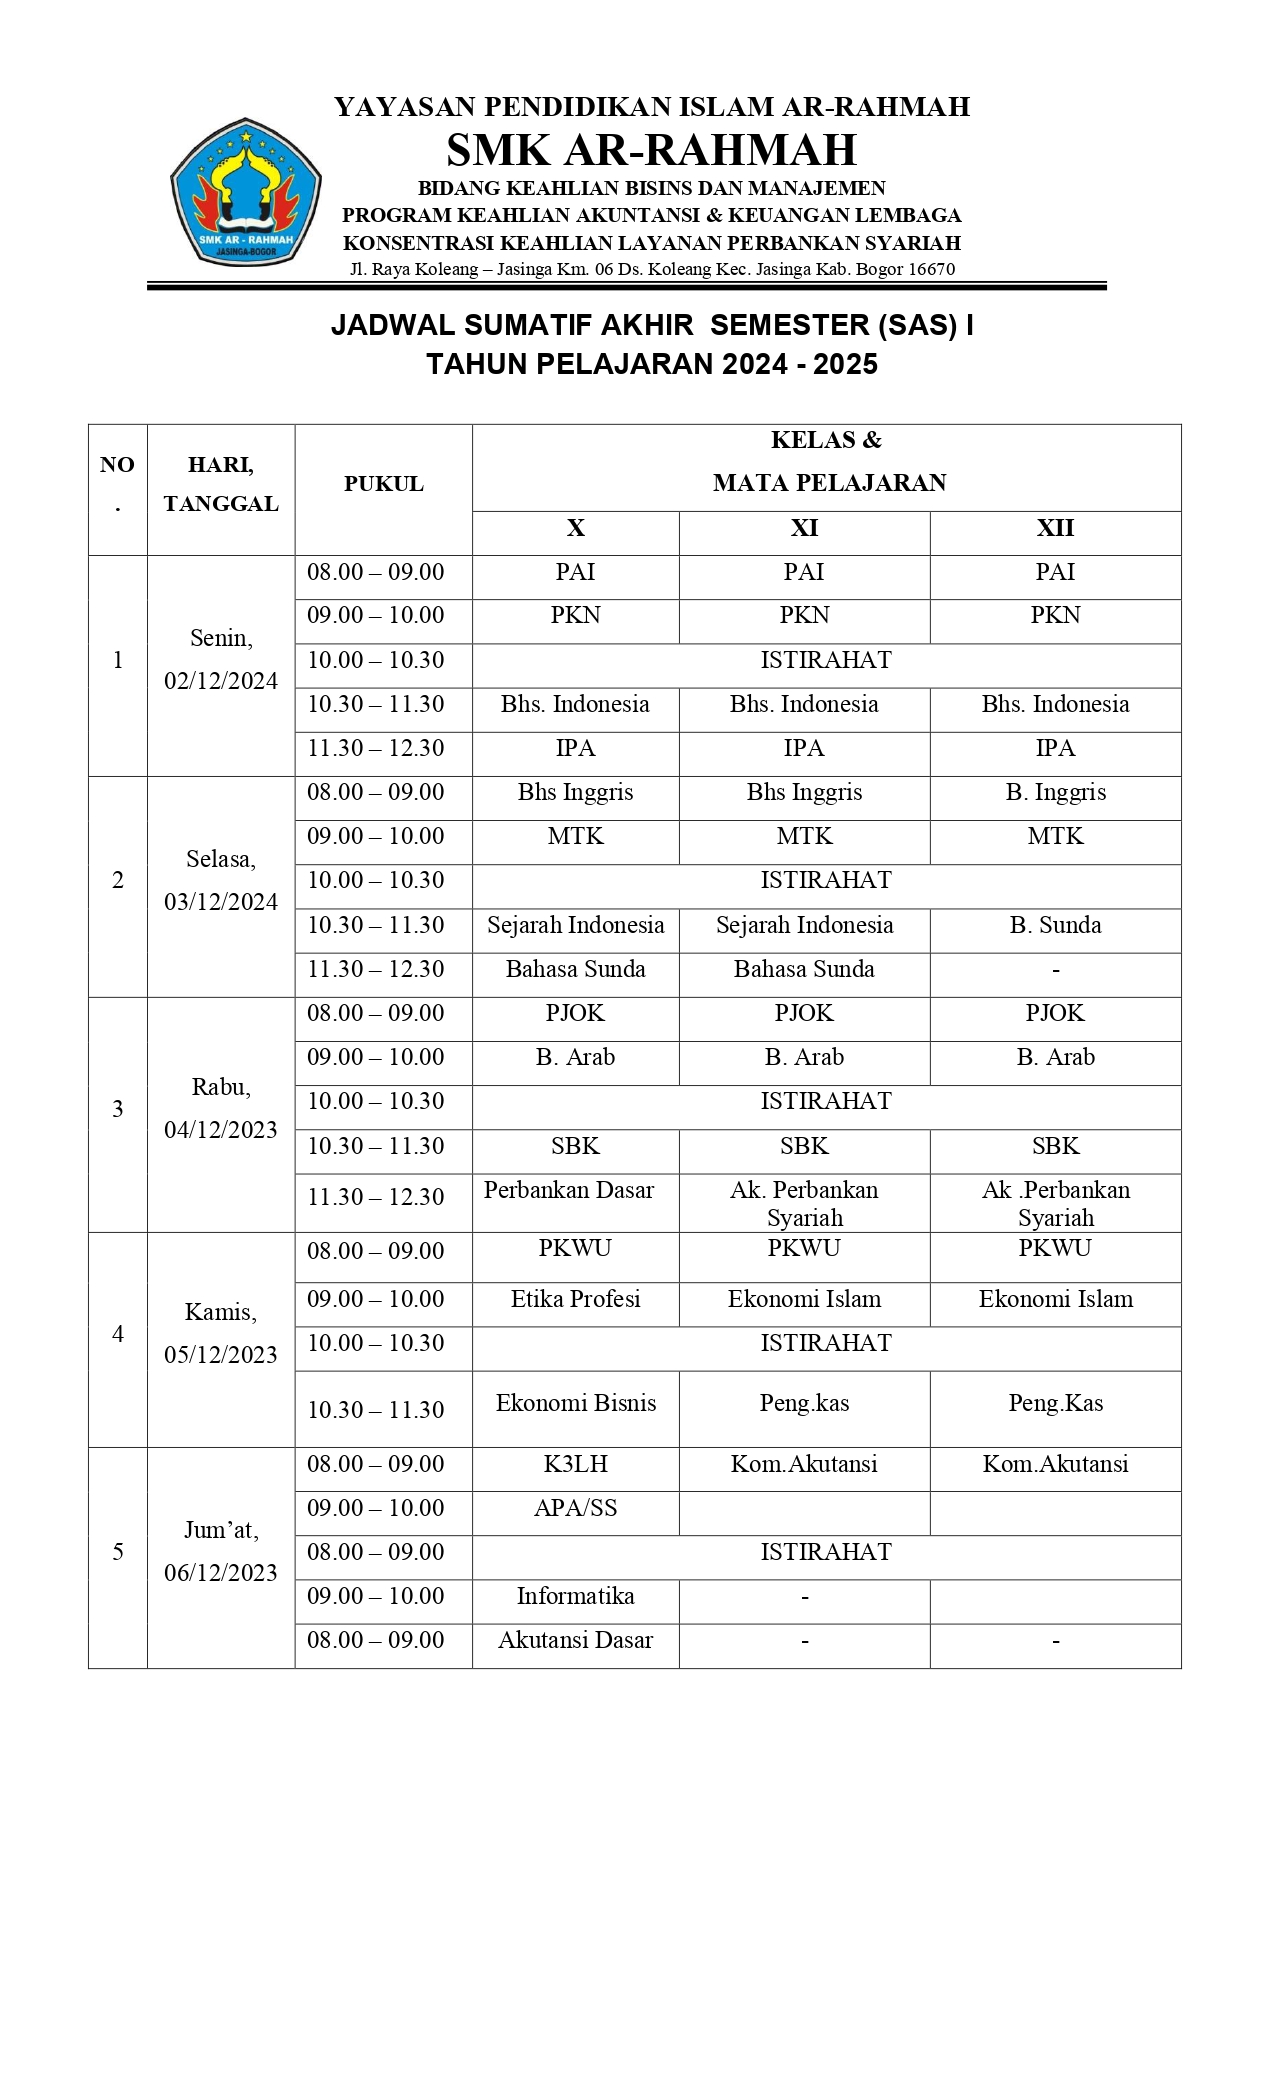 YAYASAN PENDIDIKAN ISLAM AR-RAHMAH
SMK AR-RAHMAH
BIDANG KEAHLIAN BISINS DAN MANAJEMEN
PROGRAM KEAHLIAN AKUNTANSI & KEUANGAN LEMBAGA
KONSENTRASI KEAHLIAN LAYANAN PERBANKAN SYARIAH
Jl. Raya Koleang – Jasinga Km. 06 Ds. Koleang Kec. Jasinga Kab. Bogor 16670
SMK AR - RAHMAH
JASINGA-BOGOR
JADWAL SUMATIF AKHIR SEMESTER (SAS) I
TAHUN PELAJARAN 2024 - 2025
NO. HARI, TANGGAL PUKUL KELAS & MATA PELAJARAN
X XI XII
1 Senin, 02/12/2024
08.00 – 09.00 PAI PAI PAI
09.00 – 10.00 PKN PKN PKN
10.00 – 10.30 ISTIRAHAT
10.30 – 11.30 Bhs. Indonesia Bhs. Indonesia Bhs. Indonesia
11.30 – 12.30 IPA IPA IPA
2 Selasa, 03/12/2024
08.00 – 09.00 Bhs Inggris Bhs Inggris B. Inggris
09.00 – 10.00 MTK MTK MTK
10.00 – 10.30 ISTIRAHAT
10.30 – 11.30 Sejarah Indonesia Sejarah Indonesia B. Sunda
11.30 – 12.30 Bahasa Sunda Bahasa Sunda -
3 Rabu, 04/12/2023
08.00 – 09.00 PJOK PJOK PJOK
09.00 – 10.00 B. Arab B. Arab B. Arab
10.00 – 10.30 ISTIRAHAT
10.30 – 11.30 SBK SBK SBK
11.30 – 12.30 Perbankan Dasar Ak. Perbankan Syariah Ak .Perbankan Syariah
4 Kamis, 05/12/2023
08.00 – 09.00 PKWU PKWU PKWU
09.00 – 10.00 Etika Profesi Ekonomi Islam Ekonomi Islam
10.00 – 10.30 ISTIRAHAT
10.30 – 11.30 Ekonomi Bisnis Peng.kas Peng.Kas
5 Jum’at, 06/12/2023
08.00 – 09.00 K3LH Kom.Akutansi Kom.Akutansi
09.00 – 10.00 APA/SS
08.00 – 09.00 ISTIRAHAT
09.00 – 10.00 Informatika -
08.00 – 09.00 Akutansi Dasar - -